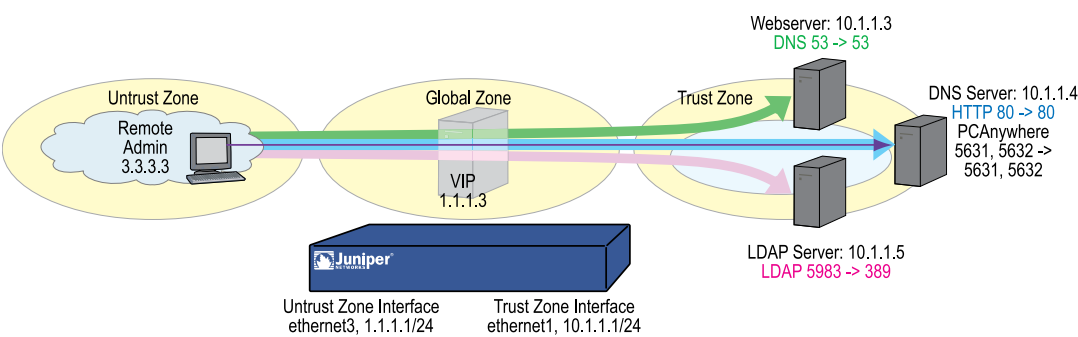 Webserver: 10.1.1.3
DNS 53 -> 53
Untrust Zone
Global Zone
Trust Zone
DNS Server: 10.1.1.4
HTTP 80 -> 80
PCAnywhere
5631, 5632 ->
5631, 5632
Remote
Admin
3.3.3.3
VIP
1.1.1.3
LDAP Server: 10.1.1.5
LDAP 5983 -> 389
Juniper
NETWORKS
Untrust Zone Interface
ethernet3, 1.1.1.1/24
Trust Zone Interface
ethernet1, 10.1.1.1/24